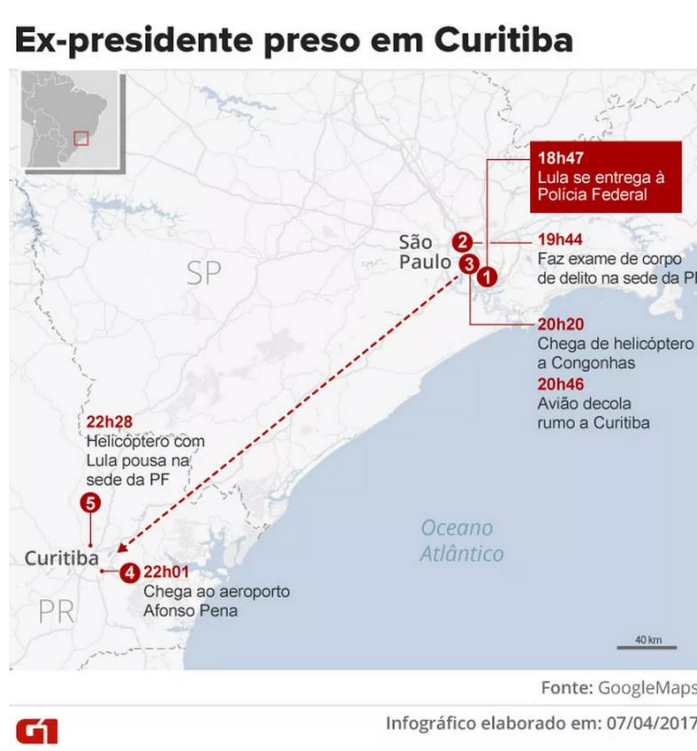 Ex-presidente preso em Curitiba
18h47
Lula se entrega à
Polícia Federal
São
Paulo
2
3
1
19h44
Faz exame de corpo
de delito na sede da PF
SP
20h20
Chega de helicóptero
a Congonhas
20h46
Avião decola
rumo a Curitiba
22h28
Helicóptero com
Lula pousa na
sede da PF
5
Oceano
Atlântico
Curitiba
4
22h01
Chega ao aeroporto
Afonso Pena
PR
40 km
Fonte: GoogleMaps
G1
Infográfico elaborado em: 07/04/2017